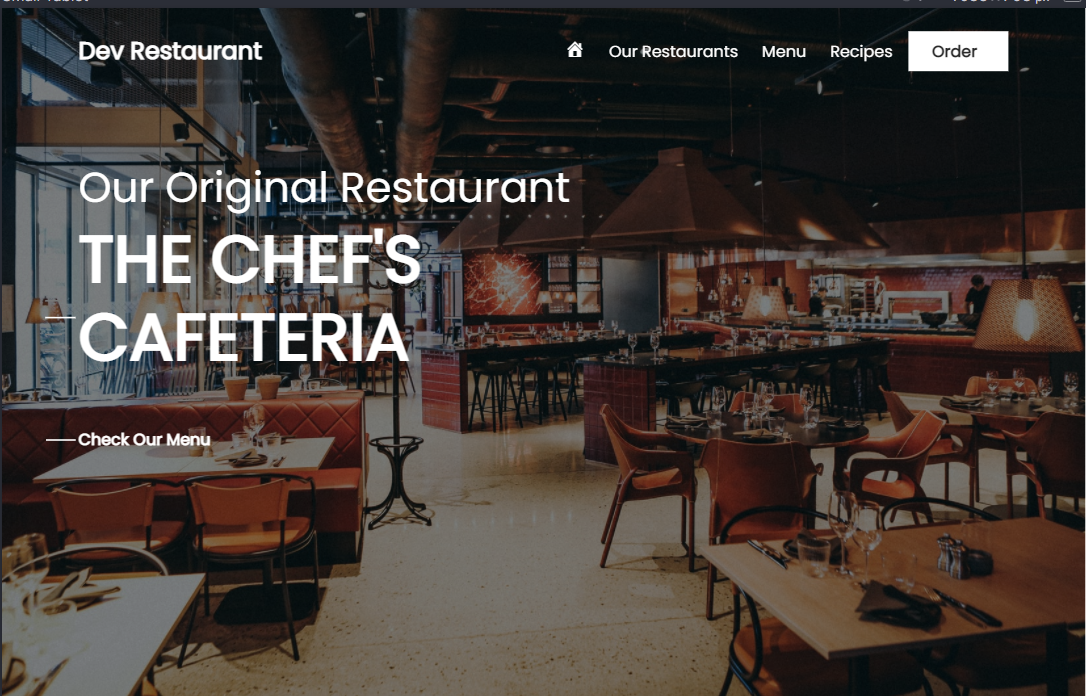 Dev Restaurant
Our Restaurants Menu Recipes Order
Our Original Restaurant
THE CHEF'S
CAFETERIA
Check Our Menu